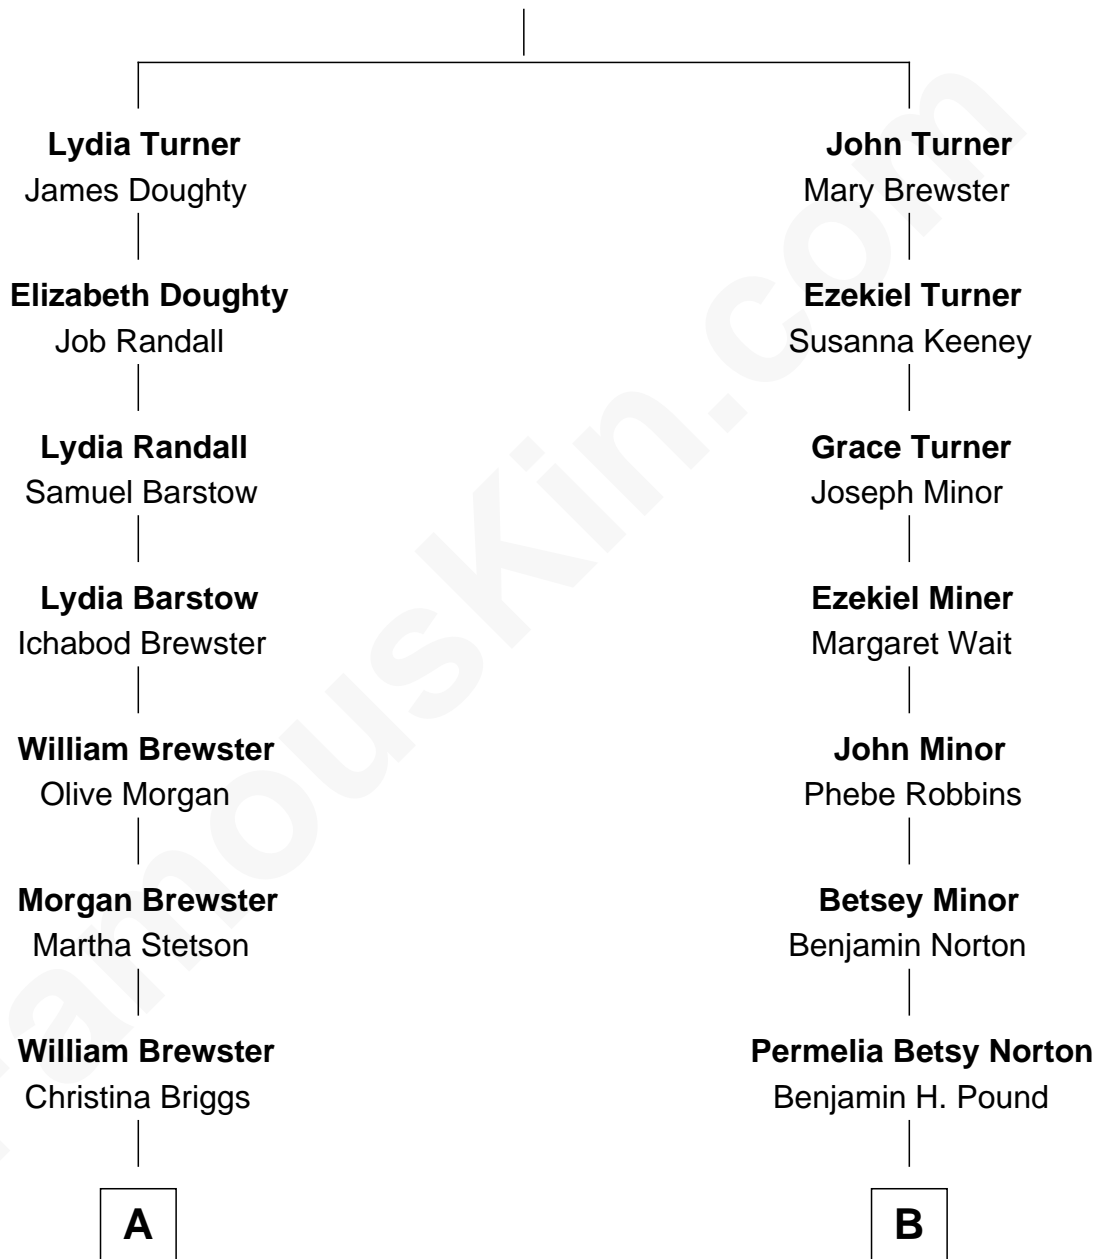 Lydia Turner
James Doughty
Elizabeth Doughty
Job Randall
Lydia Randall
Samuel Barstow
Lydia Barstow
Ichabod Brewster
William Brewster
Olive Morgan
Morgan Brewster
Martha Stetson
William Brewster
Christina Briggs
A
John Turner
Mary Brewster
Ezekiel Turner
Susanna Keeney
Grace Turner
Joseph Minor
Ezekiel Miner
Margaret Wait
John Minor
Phebe Robbins
Betsey Minor
Benjamin Norton
Permelia Betsy Norton
Benjamin H. Pound
B
FamousKin.com